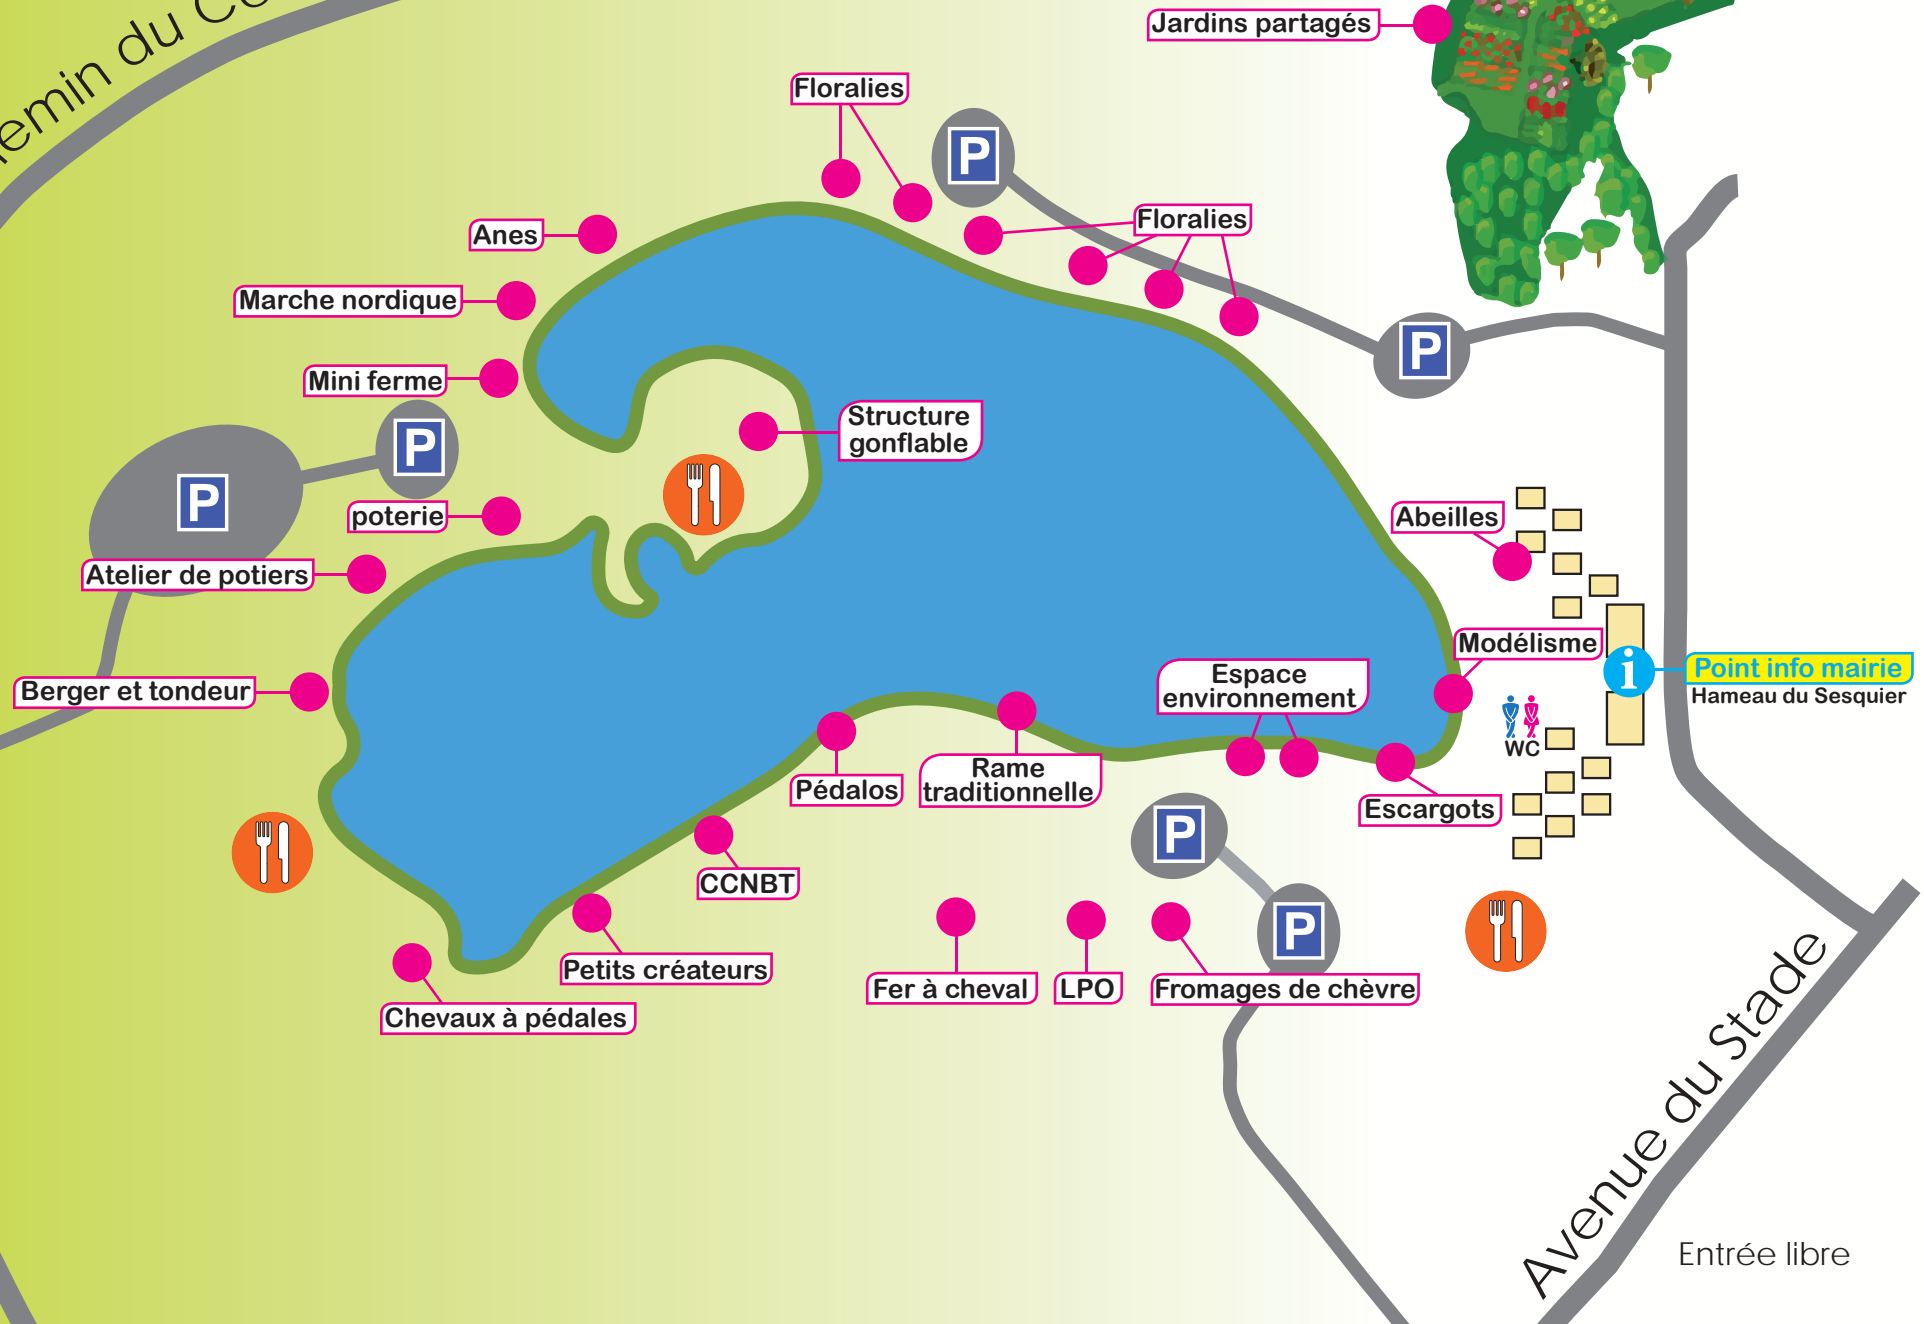 emin du Co
Jardins partagés
Floralies
P
Floralies
Anes
Marche nordique
P
Mini ferme
Structure
gonflable
P
P
poterie
Abeilles
Atelier de potiers
Modélisme
i
Point info mairie
Hameau du Sesquier
Espace
environnement
Berger et tondeur
WC
Rame
traditionnelle
Pédalos
Escargots
P
CCNBT
P
Petits créateurs
Fer à cheval
LPO
Fromages de chèvre
Chevaux à pédales
Avenue du Stade
Entrée libre